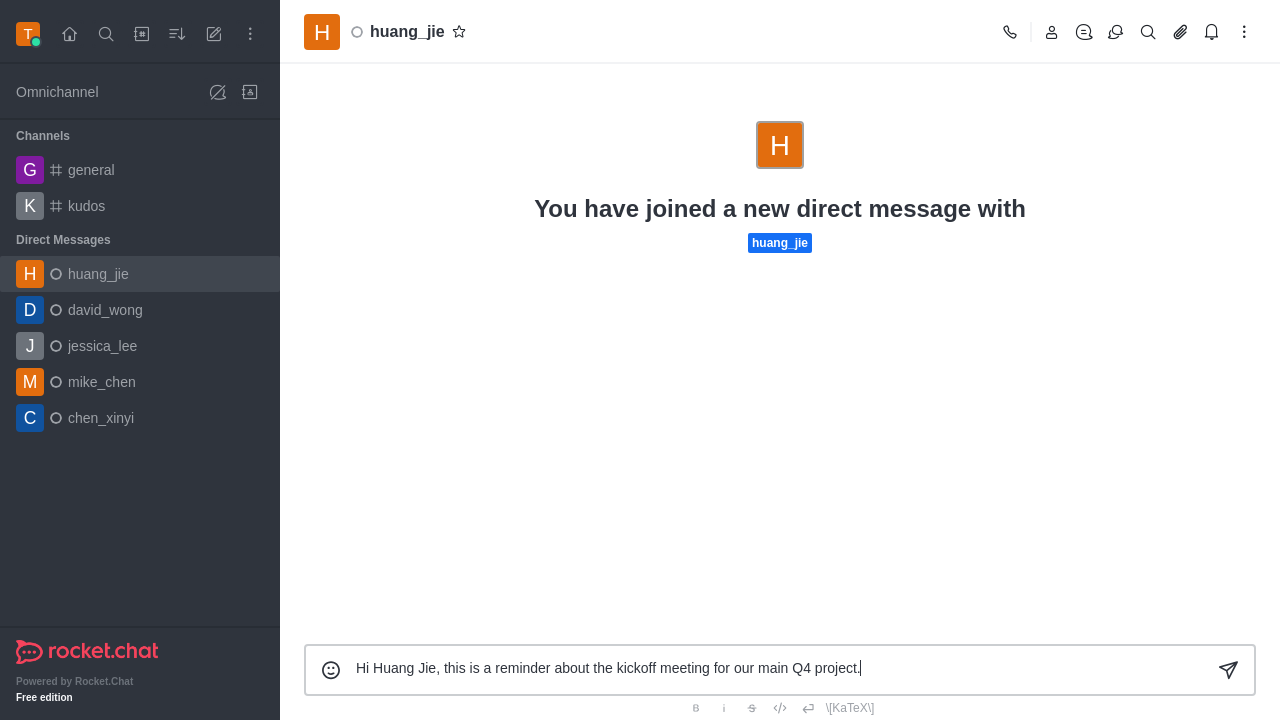 T
Omnichannel
Channels
G general
K kudos
Direct Messages
H huang_jie
D david_wong
J jessica_lee
M mike_chen
C chen_xinyi
rocket.chat
Powered by Rocket.Chat
Free edition
H huang_jie
H
You have joined a new direct message with
huang_jie
Hi Huang Jie, this is a reminder about the kickoff meeting for our main Q4 project.
B i S \[KaTeX\]